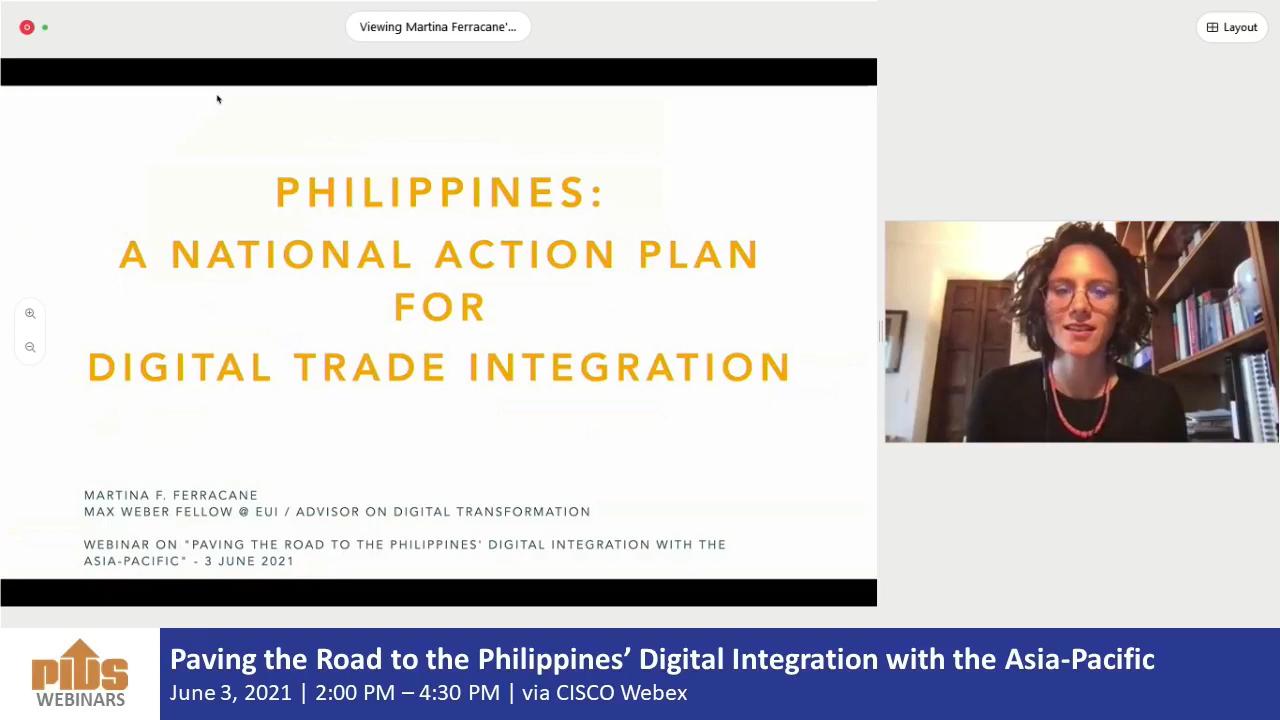 Viewing Martina Ferracane'...
Layout
PHILIPPINES:
A NATIONAL ACTION PLAN
FOR
DIGITAL TRADE INTEGRATION
MARTINA F. FERRACANE
MAX WEBER FELLOW @ EUI / ADVISOR ON DIGITAL TRANSFORMATION
WEBINAR ON "PAVING THE ROAD TO THE PHILIPPINES' DIGITAL INTEGRATION WITH THE
ASIA-PACIFIC" - 3 JUNE 2021
PIDS
WEBINARS
Paving the Road to the Philippines’ Digital Integration with the Asia-Pacific
June 3, 2021 | 2:00 PM – 4:30 PM | via CISCO Webex